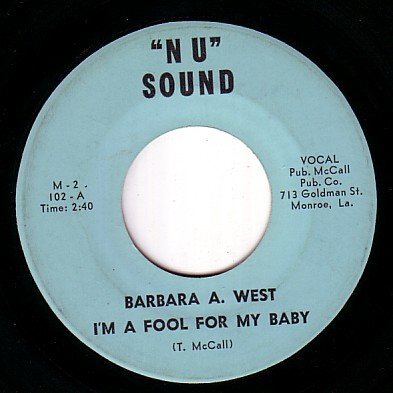 "N U"
SOUND
M - 2
102 - A
Time: 2:40
VOCAL
Pub. McCall
Pub. Co.
713 Goldman St.
Monroe, La.
BARBARA A. WEST
I'M A FOOL FOR MY BABY
(T. McCall)